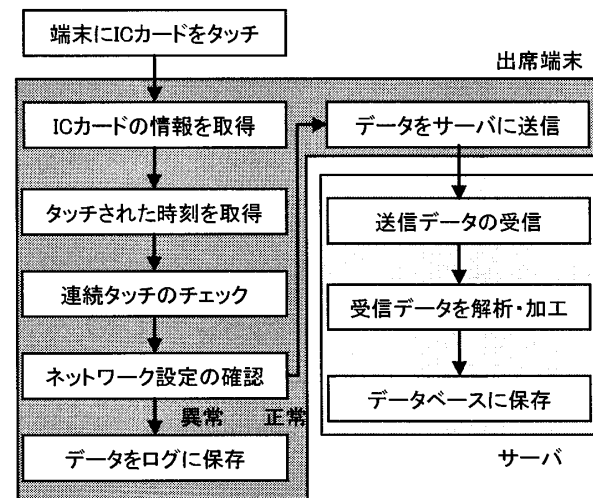 端末にICカードをタッチ
出席端末
ICカードの情報を取得
データをサーバに送信
タッチされた時刻を取得
送信データの受信
連続タッチのチェック
受信データを解析・加工
ネットワーク設定の確認
データベースに保存
異常
正常
データをログに保存
サーバ